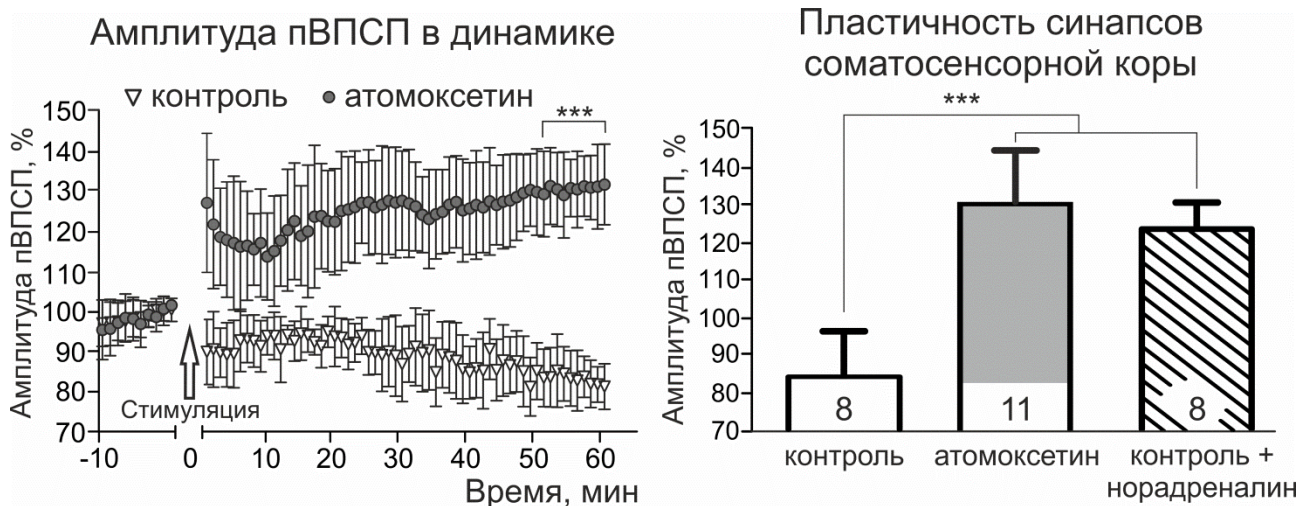 Амплитуда пВПСП в динамике
контроль атомоксетин
***
150
140
130
120
110
100
90
80
70
Амплитуда пВПСП, %
Стимуляция
-10 0 10 20 30 40 50 60
Время, мин
Пластичность синапсов
соматосенсорной коры
***
150
140
130
120
100
90
80
70
Амплитуда пВПСП, %
8 11 8
контроль атомоксетин контроль +
норадреналин